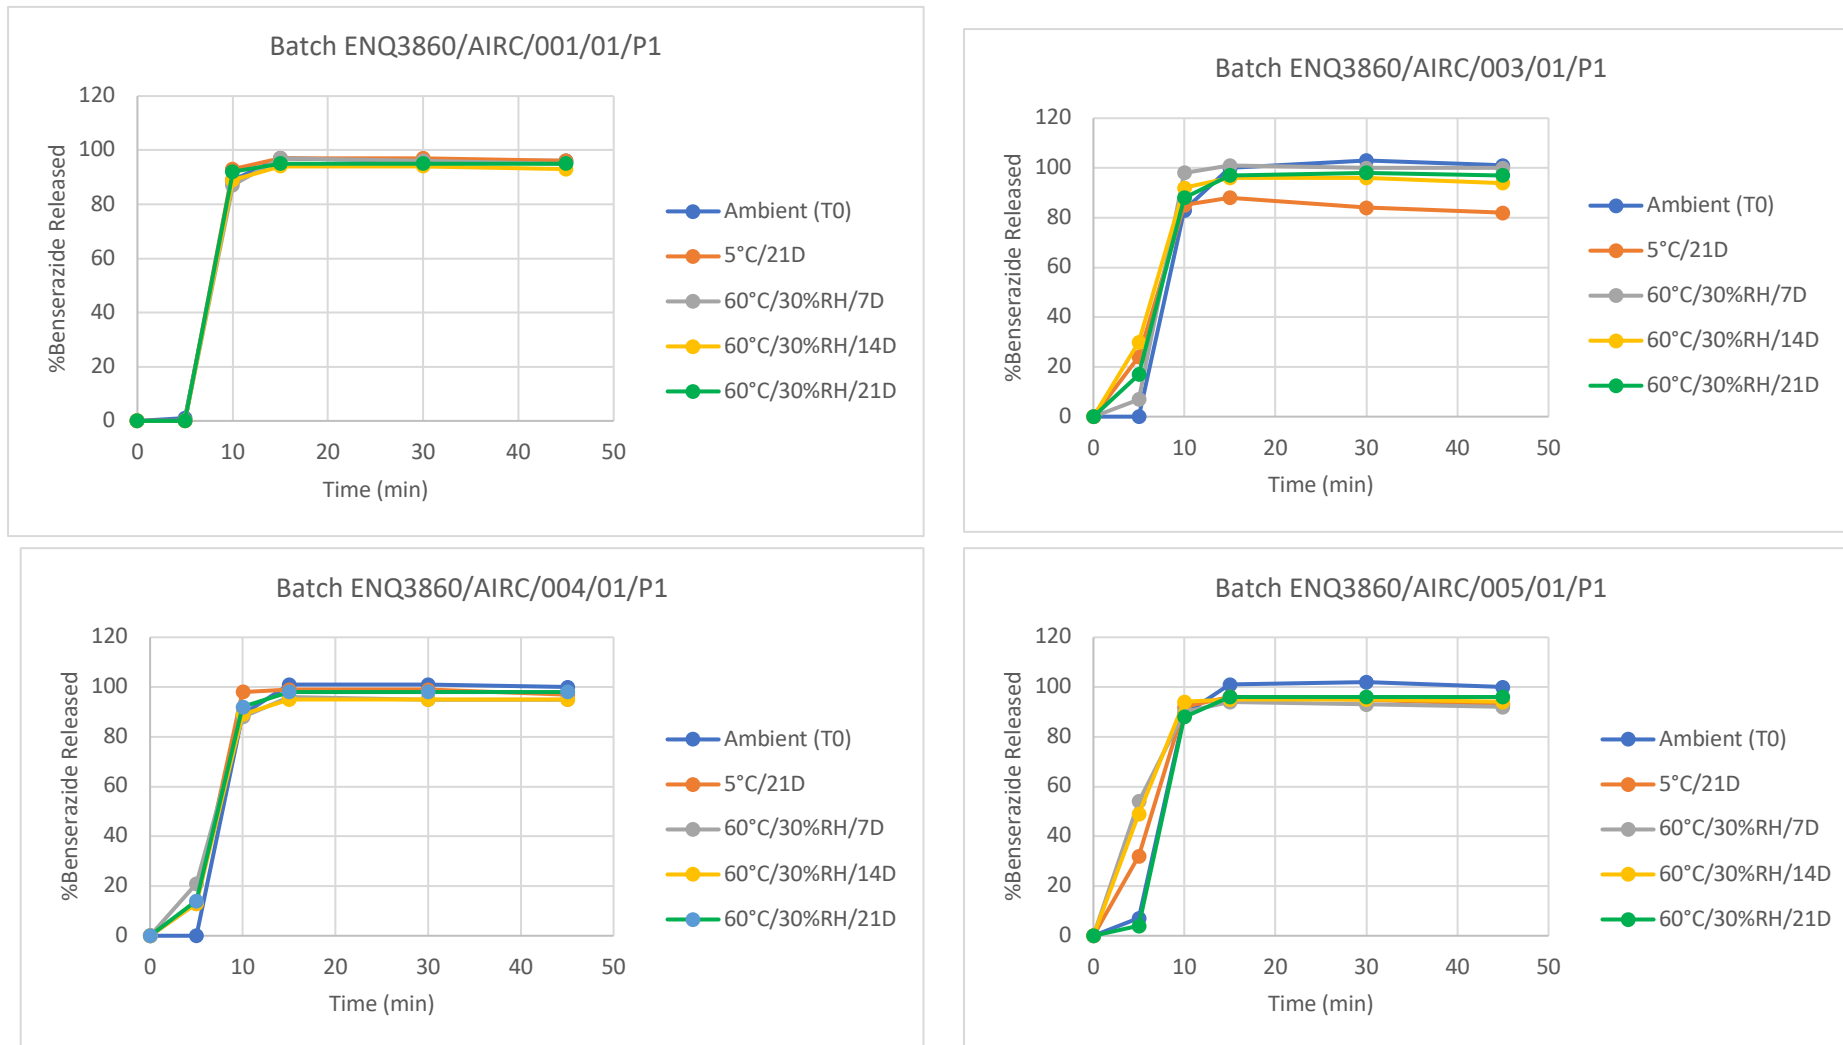 Batch ENQ3860/AIRC/001/01/P1
%Benserazide Released
120
100
80
60
40
20
0
0 10 20 30 40 50
Time (min)
Ambient (T0)
5°C/21D
60°C/30%RH/7D
60°C/30%RH/14D
60°C/30%RH/21D
Batch ENQ3860/AIRC/003/01/P1
%Benserazide Released
120
100
80
60
40
20
0
0 10 20 30 40 50
Time (min)
Ambient (T0)
5°C/21D
60°C/30%RH/7D
60°C/30%RH/14D
60°C/30%RH/21D
Batch ENQ3860/AIRC/004/01/P1
%Benserazide Released
120
100
80
60
40
20
0
0 10 20 30 40 50
Time (min)
Ambient (T0)
5°C/21D
60°C/30%RH/7D
60°C/30%RH/14D
60°C/30%RH/21D
Batch ENQ3860/AIRC/005/01/P1
%Benserazide Released
120
100
80
60
40
20
0
0 10 20 30 40 50
Time (min)
Ambient (T0)
5°C/21D
60°C/30%RH/7D
60°C/30%RH/14D
60°C/30%RH/21D